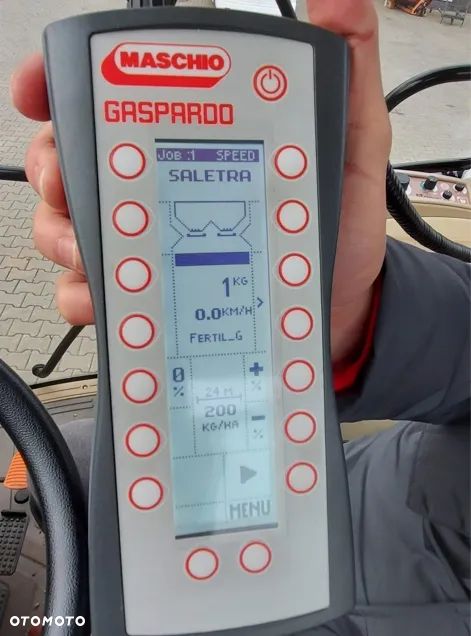 MASCHIO
GASPARDO
JOB :1 SPEED
SALETRA
1 KG
0.0 KM/H >
FERTIL_G
0 % + %
24 m
200 KG/HA - %
MENU
OTOMOTO